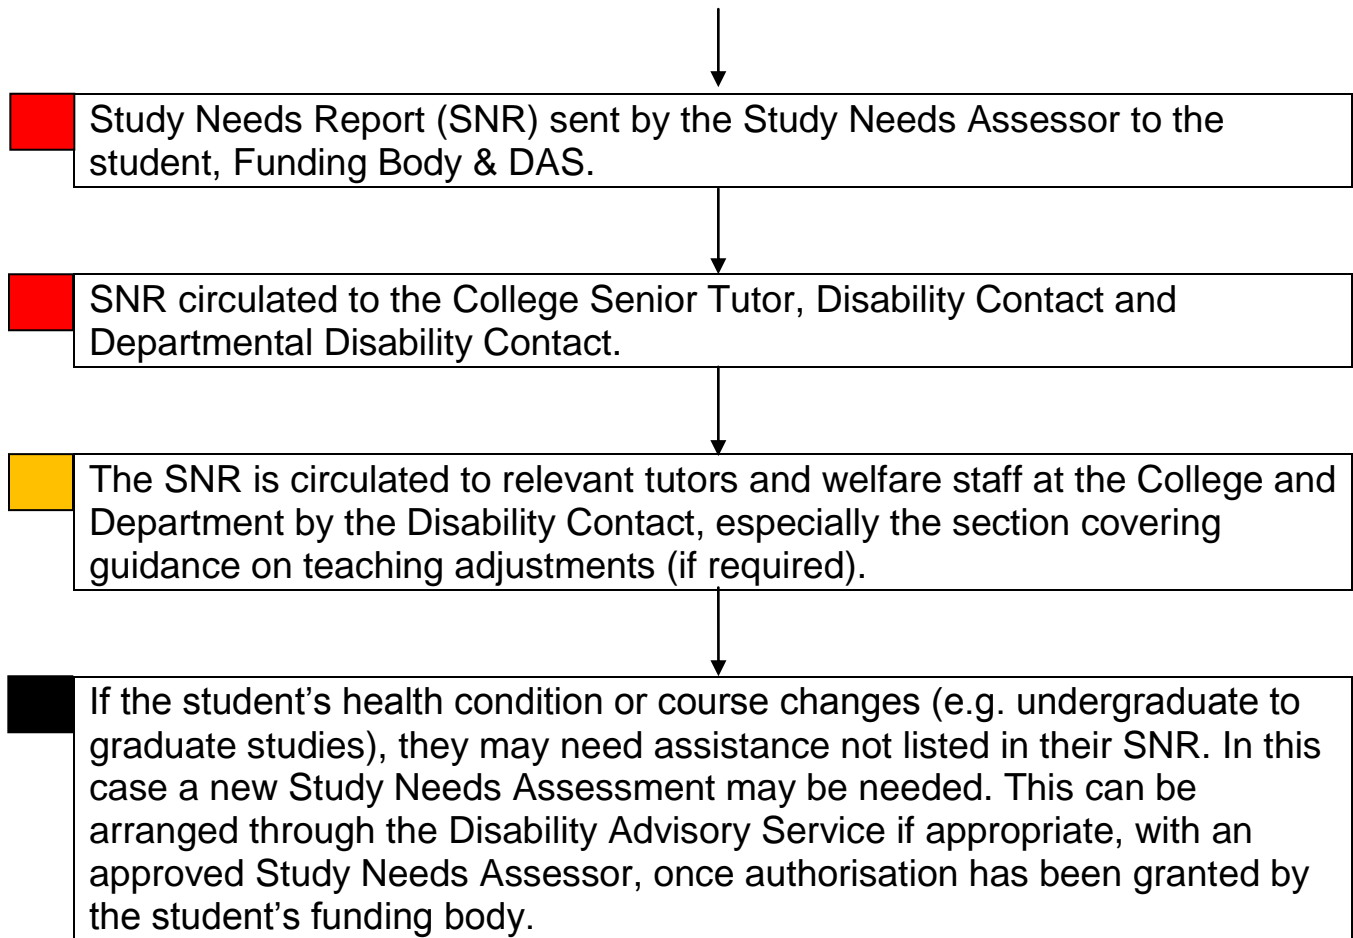 Study Needs Report (SNR) sent by the Study Needs Assessor to the
student, Funding Body & DAS.
SNR circulated to the College Senior Tutor, Disability Contact and
Departmental Disability Contact.
The SNR is circulated to relevant tutors and welfare staff at the College and
Department by the Disability Contact, especially the section covering
guidance on teaching adjustments (if required).
If the student’s health condition or course changes (e.g. undergraduate to
graduate studies), they may need assistance not listed in their SNR. In this
case a new Study Needs Assessment may be needed. This can be
arranged through the Disability Advisory Service if appropriate, with an
approved Study Needs Assessor, once authorisation has been granted by
the student’s funding body.